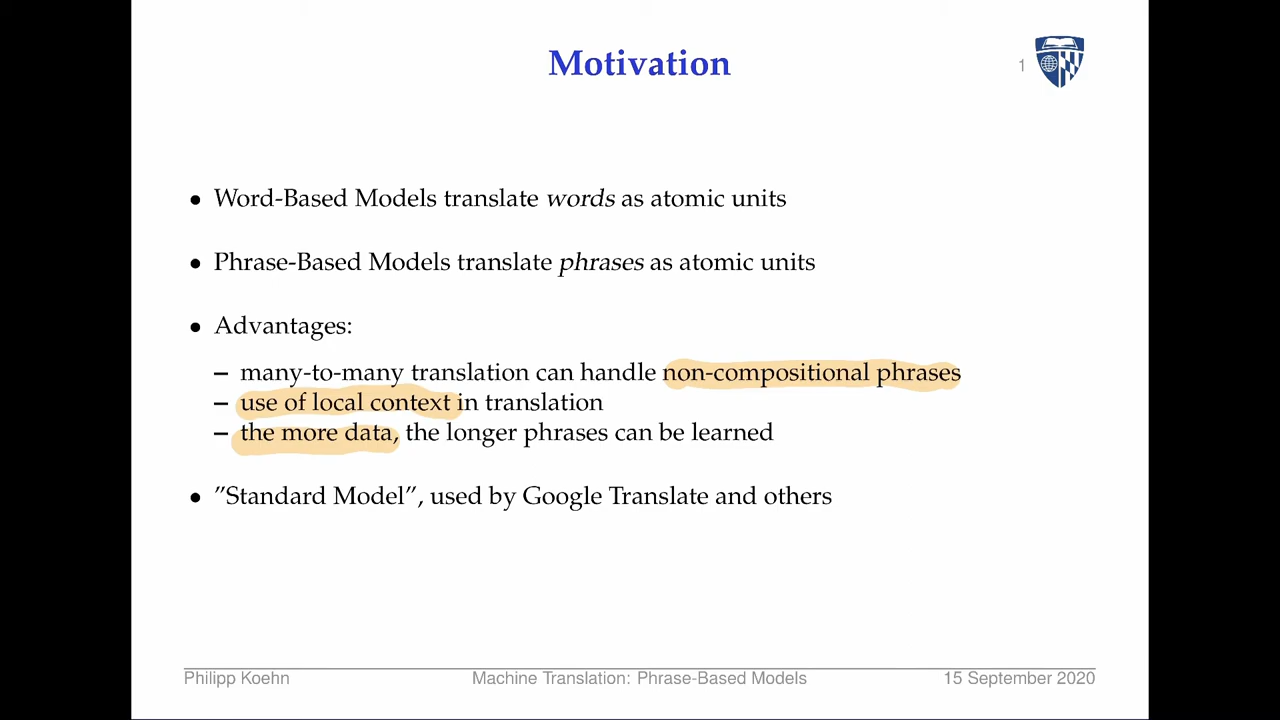 Motivation
1
• Word-Based Models translate words as atomic units
• Phrase-Based Models translate phrases as atomic units
• Advantages:
– many-to-many translation can handle non-compositional phrases
– use of local context in translation
– the more data, the longer phrases can be learned
• ”Standard Model”, used by Google Translate and others
Philipp Koehn Machine Translation: Phrase-Based Models 15 September 2020